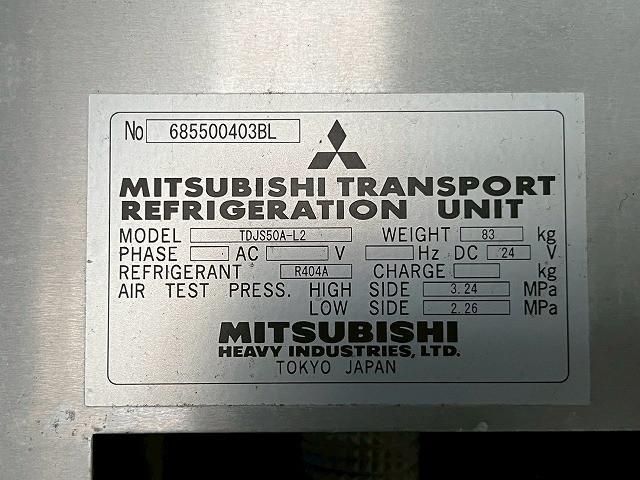 No 685500403BL
MITSUBISHI TRANSPORT
REFRIGERATION UNIT
MODEL TDJS50A-L2 WEIGHT 83 kg
PHASE AC V Hz DC 24 V
REFRIGERANT R404A CHARGE kg
AIR TEST PRESS. HIGH SIDE 3.24 MPa
LOW SIDE 2.26 MPa
MITSUBISHI
HEAVY INDUSTRIES, LTD.
TOKYO JAPAN